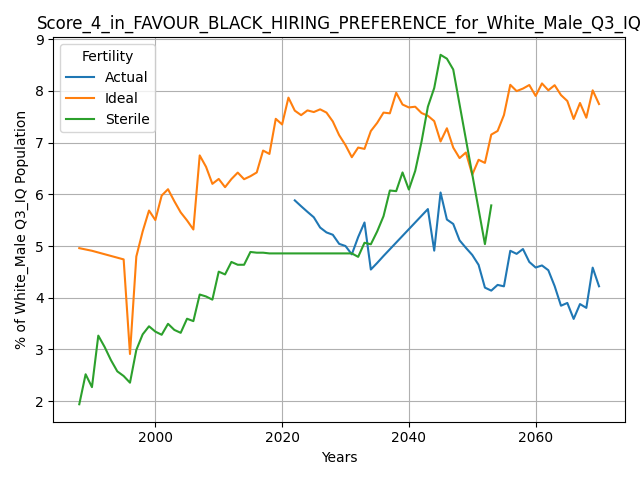 Score_4_in_FAVOUR_BLACK_HIRING_PREFERENCE_for_White_Male_Q3_IQ
9
8
7
6
5
4
3
2
% of White_Male Q3_IQ Population
Fertility
Actual
Ideal
Sterile
2000
2020
2040
2060
Years